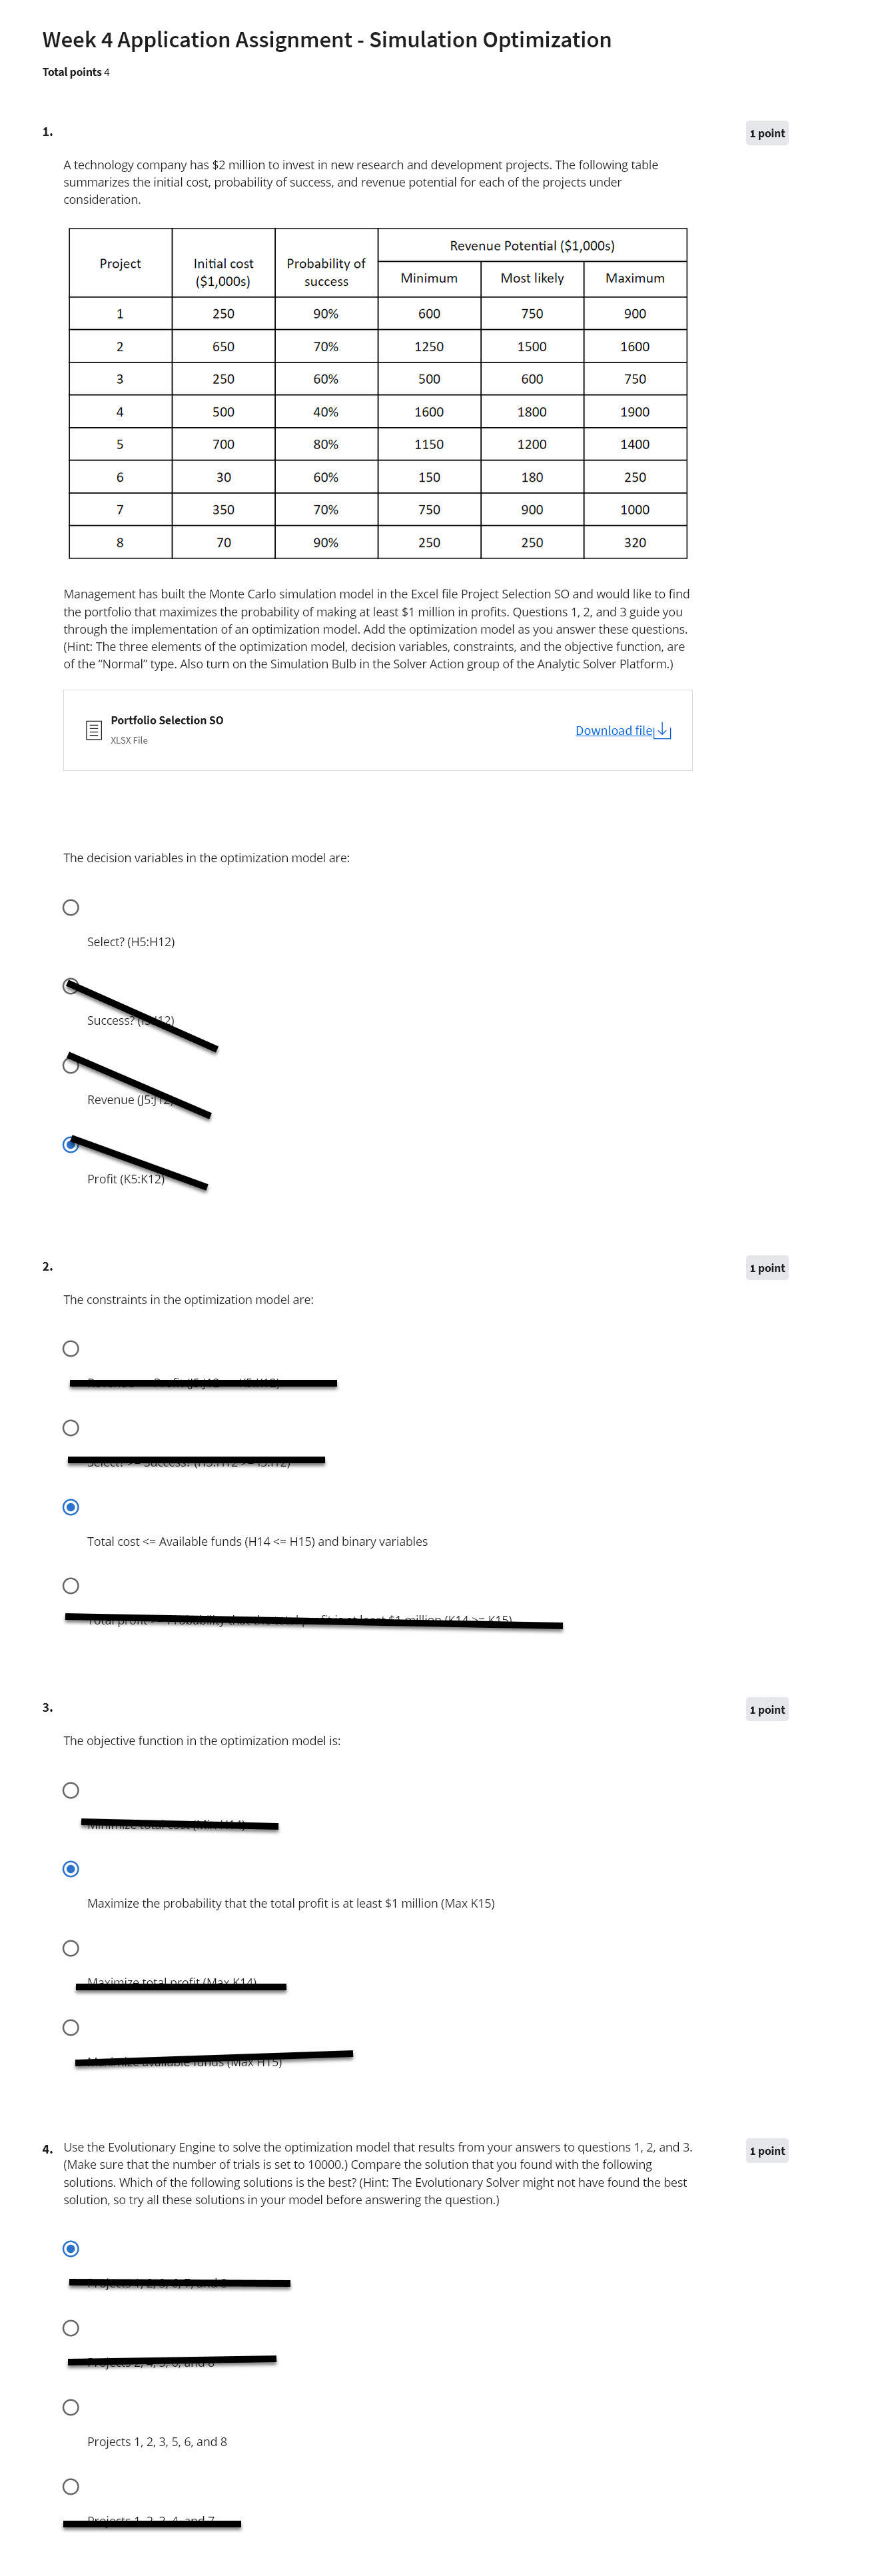 Week 4 Application Assignment - Simulation Optimization
Total points 4
1.
1 point
A technology company has $2 million to invest in new research and development projects. The following table
summarizes the initial cost, probability of success, and revenue potential for each of the projects under
consideration.
Project Initial cost ($1,000s) Probability of success Revenue Potential ($1,000s)
Minimum Most likely Maximum
1 250 90% 600 750 900
2 650 70% 1250 1500 1600
3 250 60% 500 600 750
4 500 40% 1600 1800 1900
5 700 80% 1150 1200 1400
6 30 60% 150 180 250
7 350 70% 750 900 1000
8 70 90% 250 250 320
Management has built the Monte Carlo simulation model in the Excel file Project Selection SO and would like to find
the portfolio that maximizes the probability of making at least $1 million in profits. Questions 1, 2, and 3 guide you
through the implementation of an optimization model. Add the optimization model as you answer these questions.
(Hint: The three elements of the optimization model, decision variables, constraints, and the objective function, are
of the "Normal" type. Also turn on the Simulation Bulb in the Solver Action group of the Analytic Solver Platform.)
Portfolio Selection SO
XLSX File
Download file
The decision variables in the optimization model are:
Select? (H5:H12)
Success?
Revenue
Profit (K5:K12)
2.
1 point
The constraints in the optimization model are:
Total cost <= Available funds (H14 <= H15) and binary variables
3.
1 point
The objective function in the optimization model is:
Maximize the probability that the total profit is at least $1 million (Max K15)
Maximize total profit (Max K14)
4.
1 point
Use the Evolutionary Engine to solve the optimization model that results from your answers to questions 1, 2, and 3.
(Make sure that the number of trials is set to 10000.) Compare the solution that you found with the following
solutions. Which of the following solutions is the best? (Hint: The Evolutionary Solver might not have found the best
solution, so try all these solutions in your model before answering the question.)
Projects 1, 2, 3, 5, 6, and 8